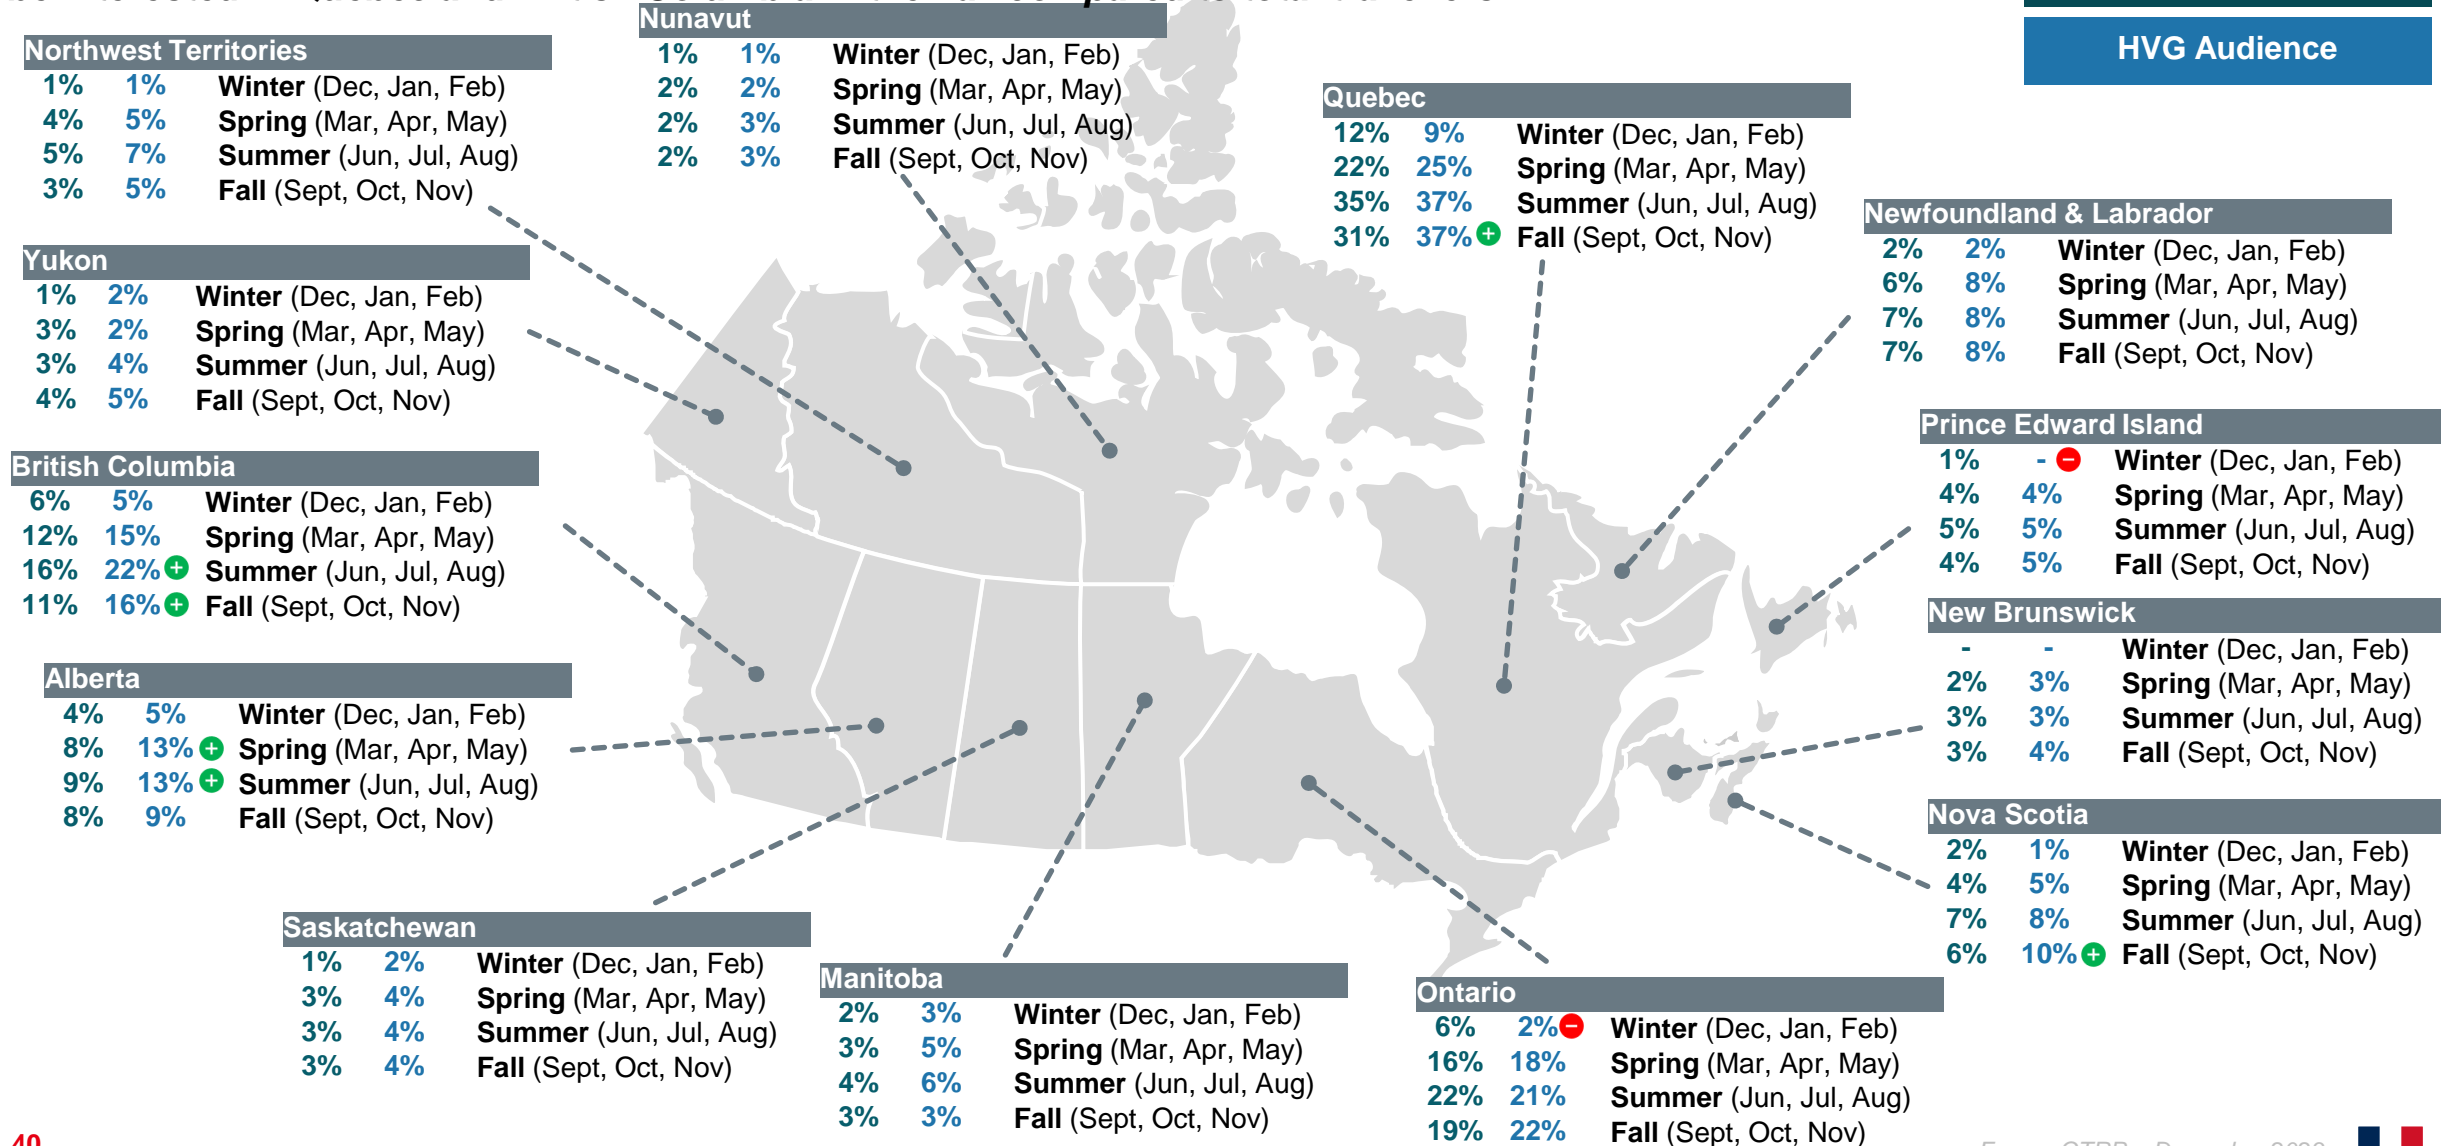 Nunavut
1% 1% Winter (Dec, Jan, Feb)
2% 2% Spring (Mar, Apr, May)
2% 3% Summer (Jun, Jul, Aug)
2% 3% Fall (Sept, Oct, Nov)
HVG Audience
Northwest Territories
1% 1% Winter (Dec, Jan, Feb)
4% 5% Spring (Mar, Apr, May)
5% 7% Summer (Jun, Jul, Aug)
3% 5% Fall (Sept, Oct, Nov)
Quebec
12% 9% Winter (Dec, Jan, Feb)
22% 25% Spring (Mar, Apr, May)
35% 37% Summer (Jun, Jul, Aug)
31% 37% + Fall (Sept, Oct, Nov)
Newfoundland & Labrador
2% 2% Winter (Dec, Jan, Feb)
6% 8% Spring (Mar, Apr, May)
7% 8% Summer (Jun, Jul, Aug)
7% 8% Fall (Sept, Oct, Nov)
Yukon
1% 2% Winter (Dec, Jan, Feb)
3% 2% Spring (Mar, Apr, May)
3% 4% Summer (Jun, Jul, Aug)
4% 5% Fall (Sept, Oct, Nov)
Prince Edward Island
1% - − Winter (Dec, Jan, Feb)
4% 4% Spring (Mar, Apr, May)
5% 5% Summer (Jun, Jul, Aug)
4% 5% Fall (Sept, Oct, Nov)
British Columbia
6% 5% Winter (Dec, Jan, Feb)
12% 15% Spring (Mar, Apr, May)
16% 22% + Summer (Jun, Jul, Aug)
11% 16% + Fall (Sept, Oct, Nov)
New Brunswick
- - Winter (Dec, Jan, Feb)
2% 3% Spring (Mar, Apr, May)
3% 3% Summer (Jun, Jul, Aug)
3% 4% Fall (Sept, Oct, Nov)
Alberta
4% 5% Winter (Dec, Jan, Feb)
8% 13% + Spring (Mar, Apr, May)
9% 13% + Summer (Jun, Jul, Aug)
8% 9% Fall (Sept, Oct, Nov)
Nova Scotia
2% 1% Winter (Dec, Jan, Feb)
4% 5% Spring (Mar, Apr, May)
7% 8% Summer (Jun, Jul, Aug)
6% 10% + Fall (Sept, Oct, Nov)
Saskatchewan
1% 2% Winter (Dec, Jan, Feb)
3% 4% Spring (Mar, Apr, May)
3% 4% Summer (Jun, Jul, Aug)
3% 4% Fall (Sept, Oct, Nov)
Manitoba
2% 3% Winter (Dec, Jan, Feb)
3% 5% Spring (Mar, Apr, May)
4% 6% Summer (Jun, Jul, Aug)
3% 3% Fall (Sept, Oct, Nov)
Ontario
6% 2% − Winter (Dec, Jan, Feb)
16% 18% Spring (Mar, Apr, May)
22% 21% Summer (Jun, Jul, Aug)
19% 22% Fall (Sept, Oct, Nov)
40